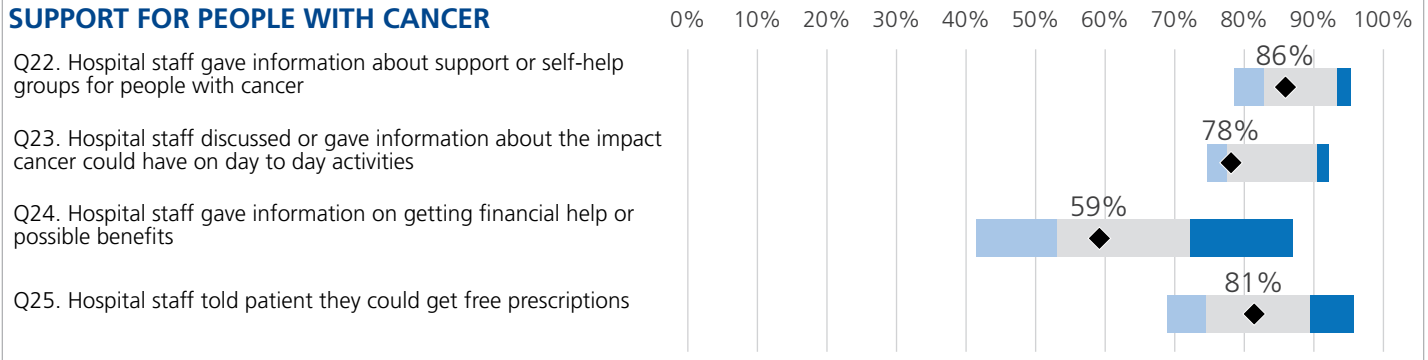 SUPPORT FOR PEOPLE WITH CANCER
0% 10% 20% 30% 40% 50% 60% 70% 80% 90% 100%
Q22. Hospital staff gave information about support or self-help
groups for people with cancer
86%
Q23. Hospital staff discussed or gave information about the impact
cancer could have on day to day activities
78%
Q24. Hospital staff gave information on getting financial help or
possible benefits
59%
Q25. Hospital staff told patient they could get free prescriptions
81%